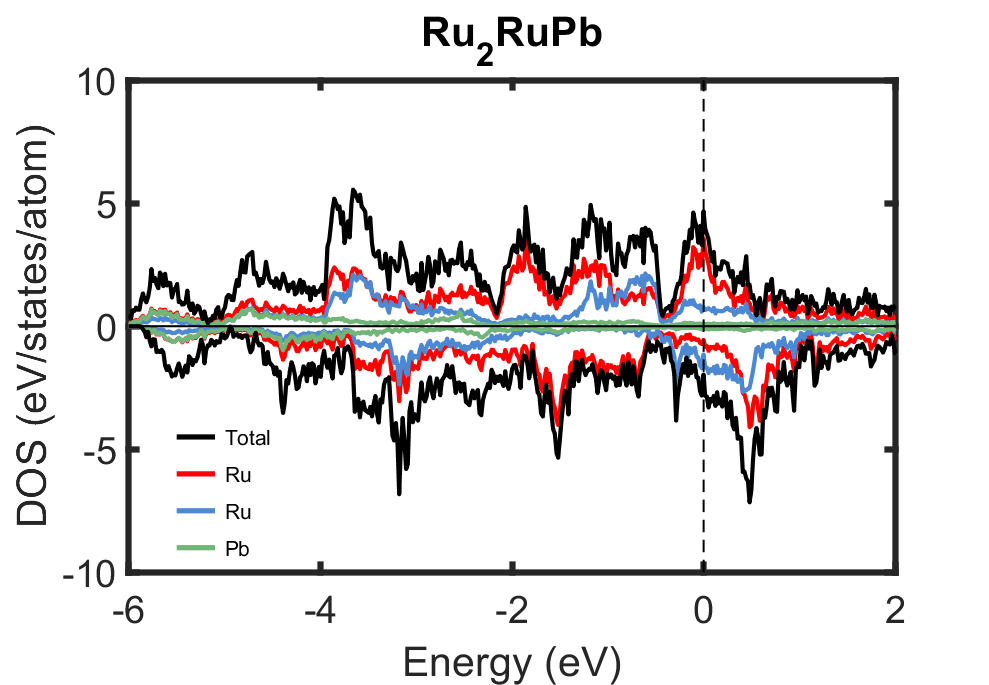 Ru₂RuPb
10
5
0
-5
-10
DOS (eV/states/atom)
Total
Ru
Ru
Pb
-6 -4 -2 0 2
Energy (eV)